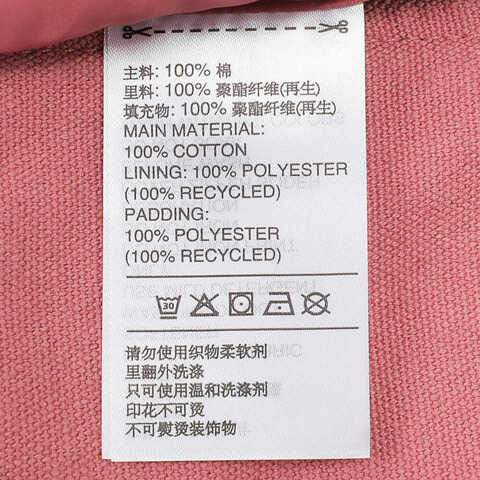 主料: 100% 棉
里料: 100% 聚酯纤维(再生)
填充物: 100% 聚酯纤维(再生)
MAIN MATERIAL:
100% COTTON
LINING: 100% POLYESTER
(100% RECYCLED)
PADDING:
100% POLYESTER
(100% RECYCLED)
30
请勿使用织物柔软剂
里翻外洗涤
只可使用温和洗涤剂
印花不可烫
不可熨烫装饰物